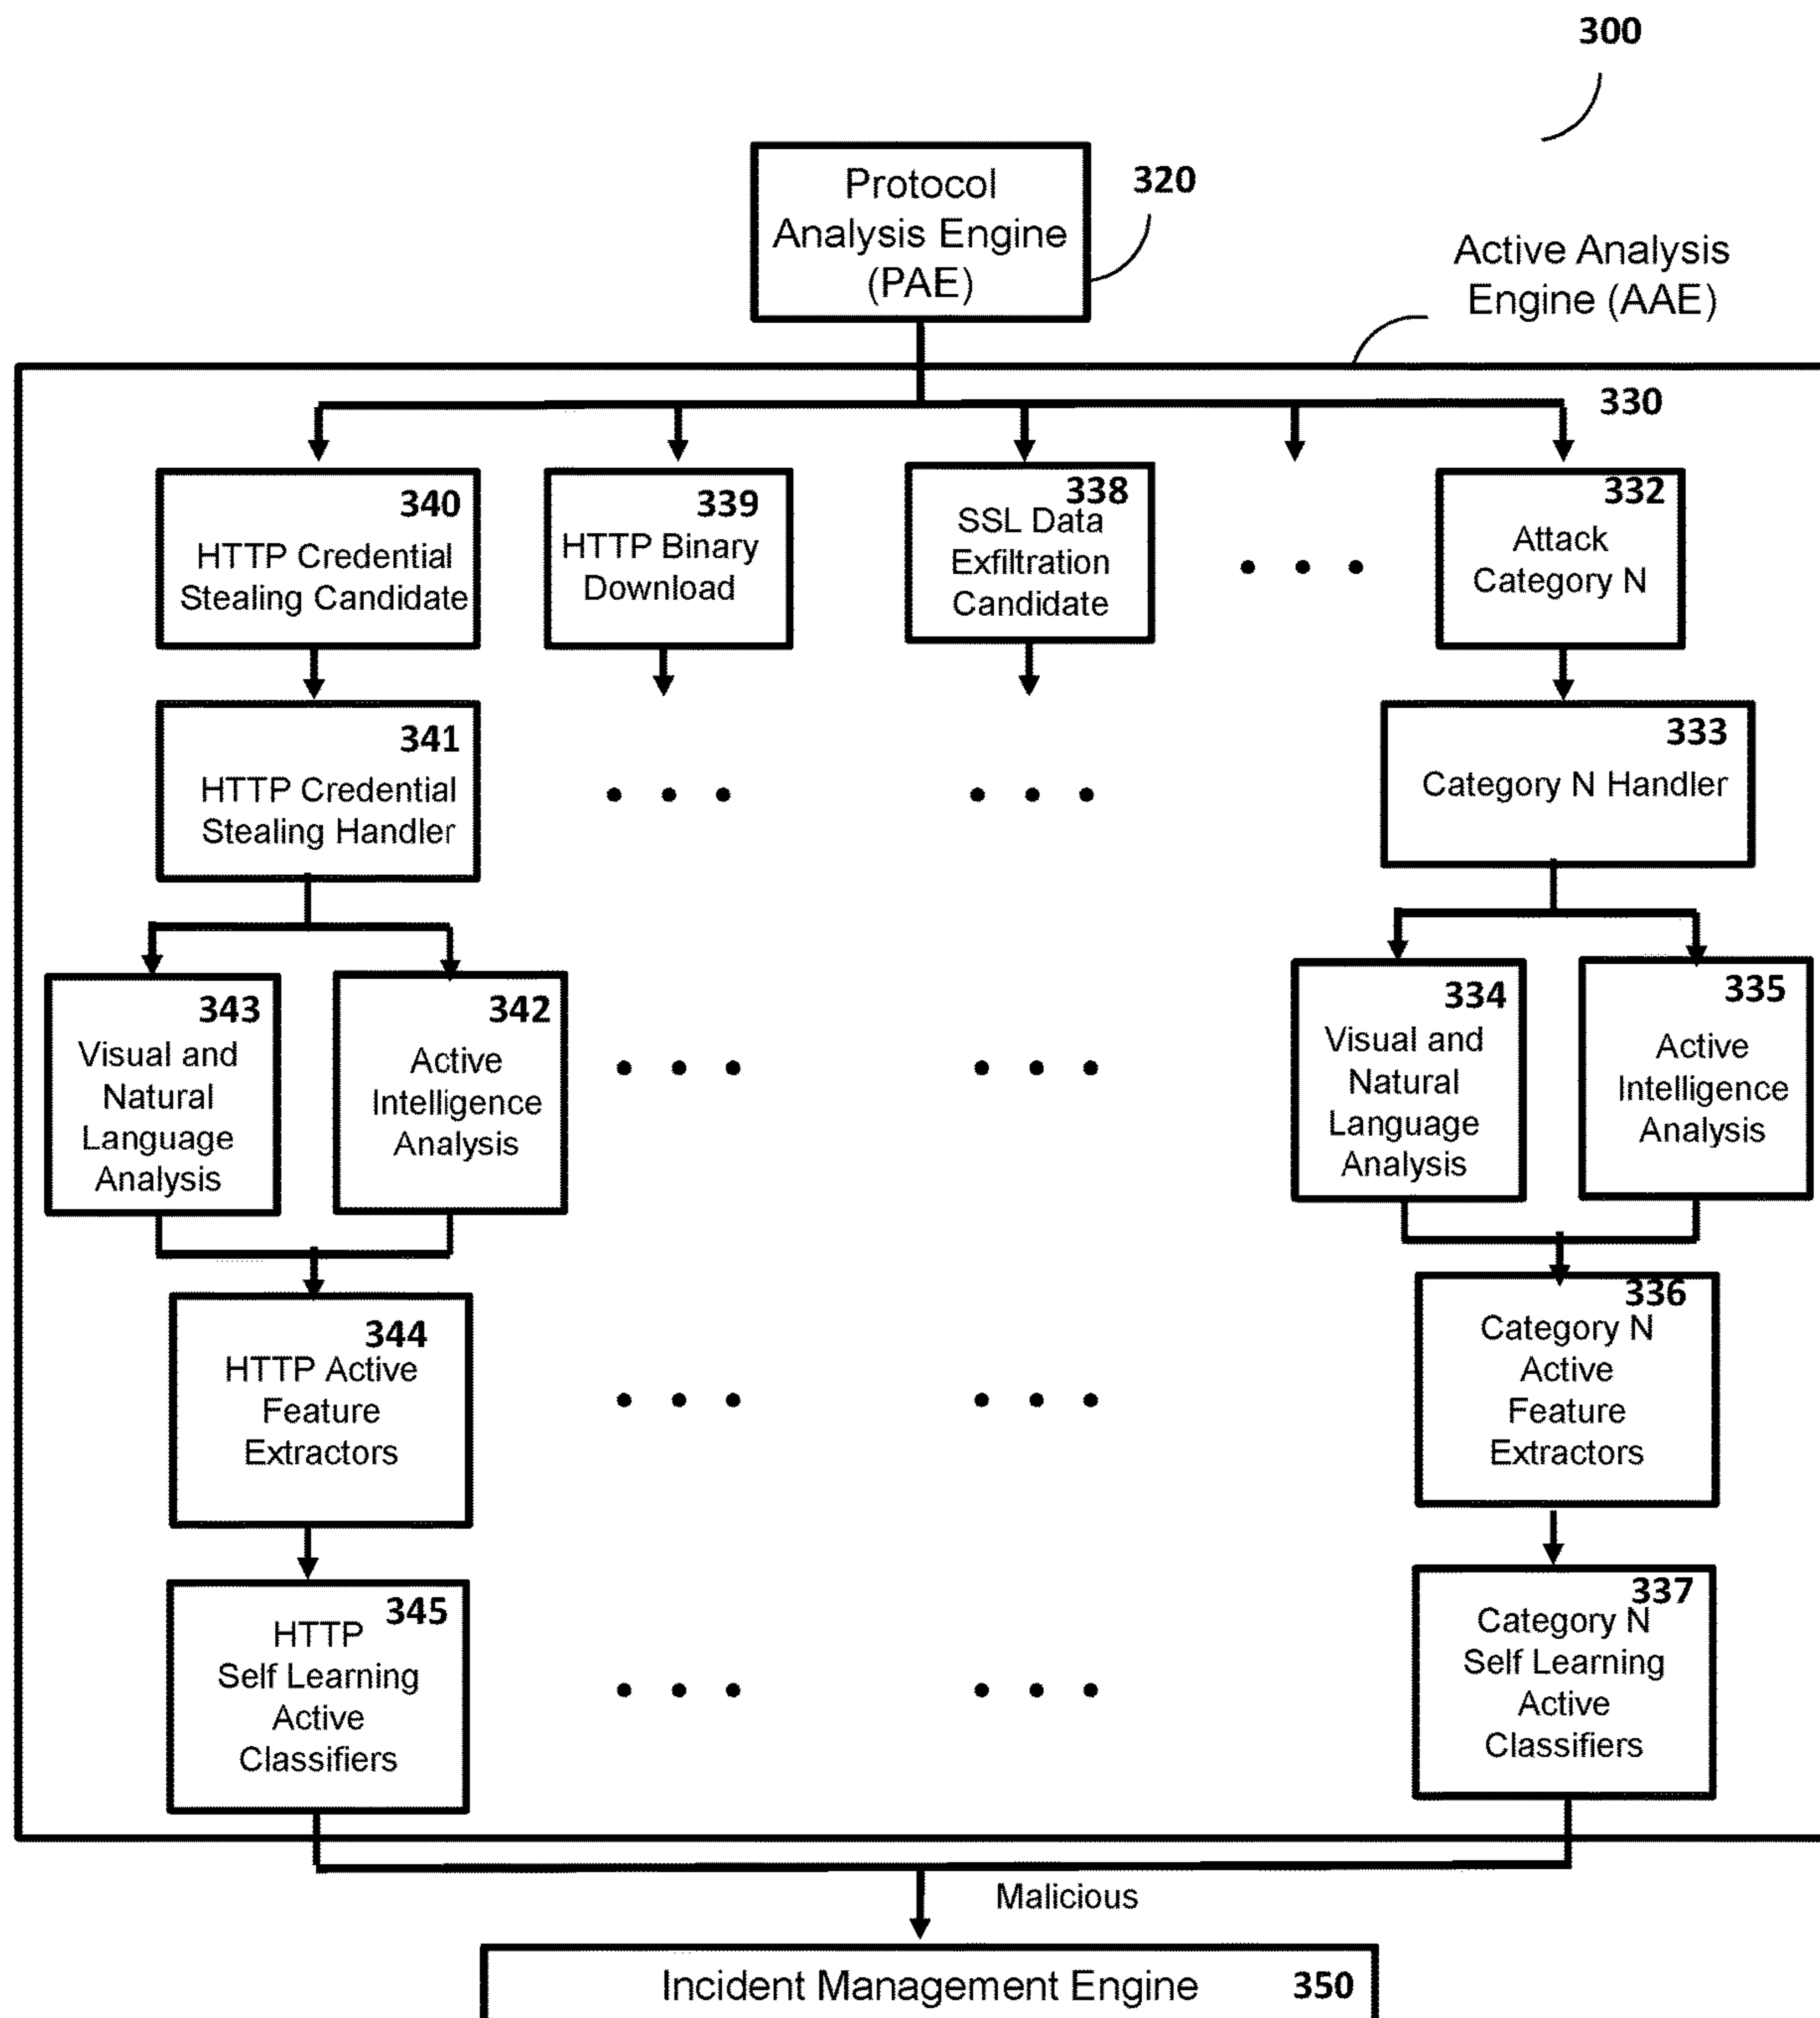 300
Protocol
Analysis Engine
(PAE)
320
Active Analysis
Engine (AAE)
330
340
HTTP Credential
Stealing Candidate
339
HTTP Binary
Download
338
SSL Data
Exfiltration
Candidate
332
Attack
Category N
341
HTTP Credential
Stealing Handler
333
Category N Handler
343
Visual and
Natural
Language
Analysis
342
Active
Intelligence
Analysis
334
Visual and
Natural
Language
Analysis
335
Active
Intelligence
Analysis
344
HTTP Active
Feature
Extractors
336
Category N
Active
Feature
Extractors
345
HTTP
Self Learning
Active
Classifiers
337
Category N
Self Learning
Active
Classifiers
Malicious
Incident Management Engine 350